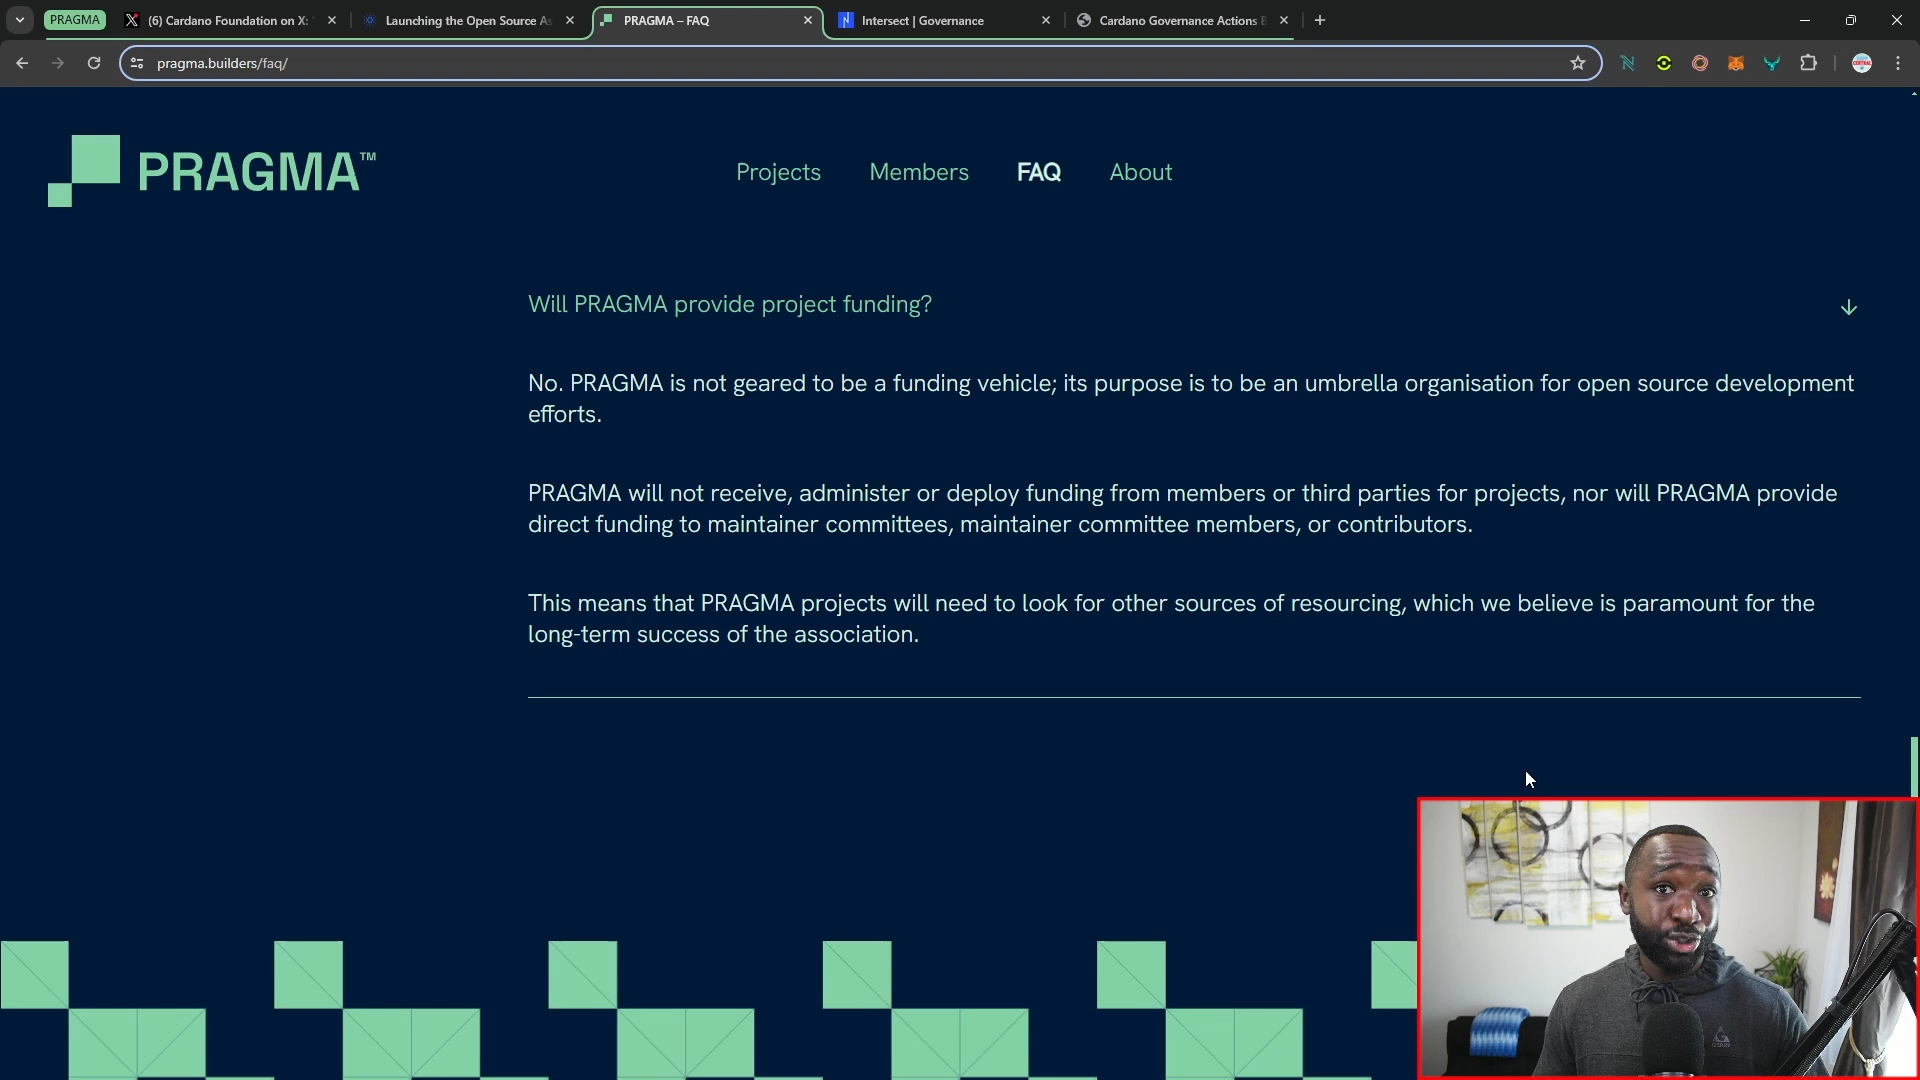 PRAGMA
(6) Cardano Foundation on X:
Launching the Open Source As
PRAGMA – FAQ
Intersect | Governance
Cardano Governance Actions E
pragma.builders/faq/
PRAGMA™
Projects
Members
FAQ
About
Will PRAGMA provide project funding?
No. PRAGMA is not geared to be a funding vehicle; its purpose is to be an umbrella organisation for open source development
efforts.
PRAGMA will not receive, administer or deploy funding from members or third parties for projects, nor will PRAGMA provide
direct funding to maintainer committees, maintainer committee members, or contributors.
This means that PRAGMA projects will need to look for other sources of resourcing, which we believe is paramount for the
long-term success of the association.